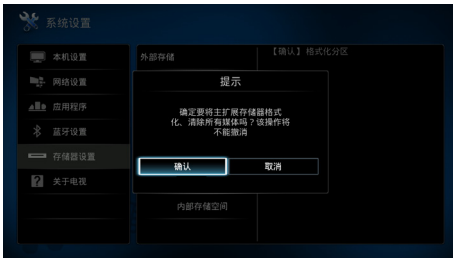 系统设置
本机设置
网络设置
应用程序
蓝牙设置
存储器设置
关于电视
外部存储
【确认】格式化分区
提示
确定要将主扩展存储器格式
化、清除所有媒体吗？该操作将
不能撤消
确认
取消
内部存储空间